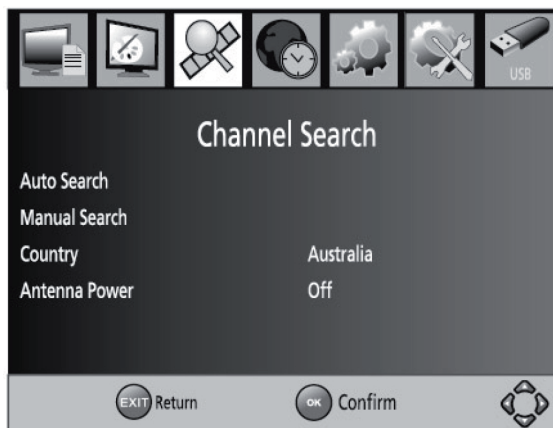 USB
Channel Search
Auto Search
Manual Search
Country Australia
Antenna Power Off
EXIT Return OK Confirm